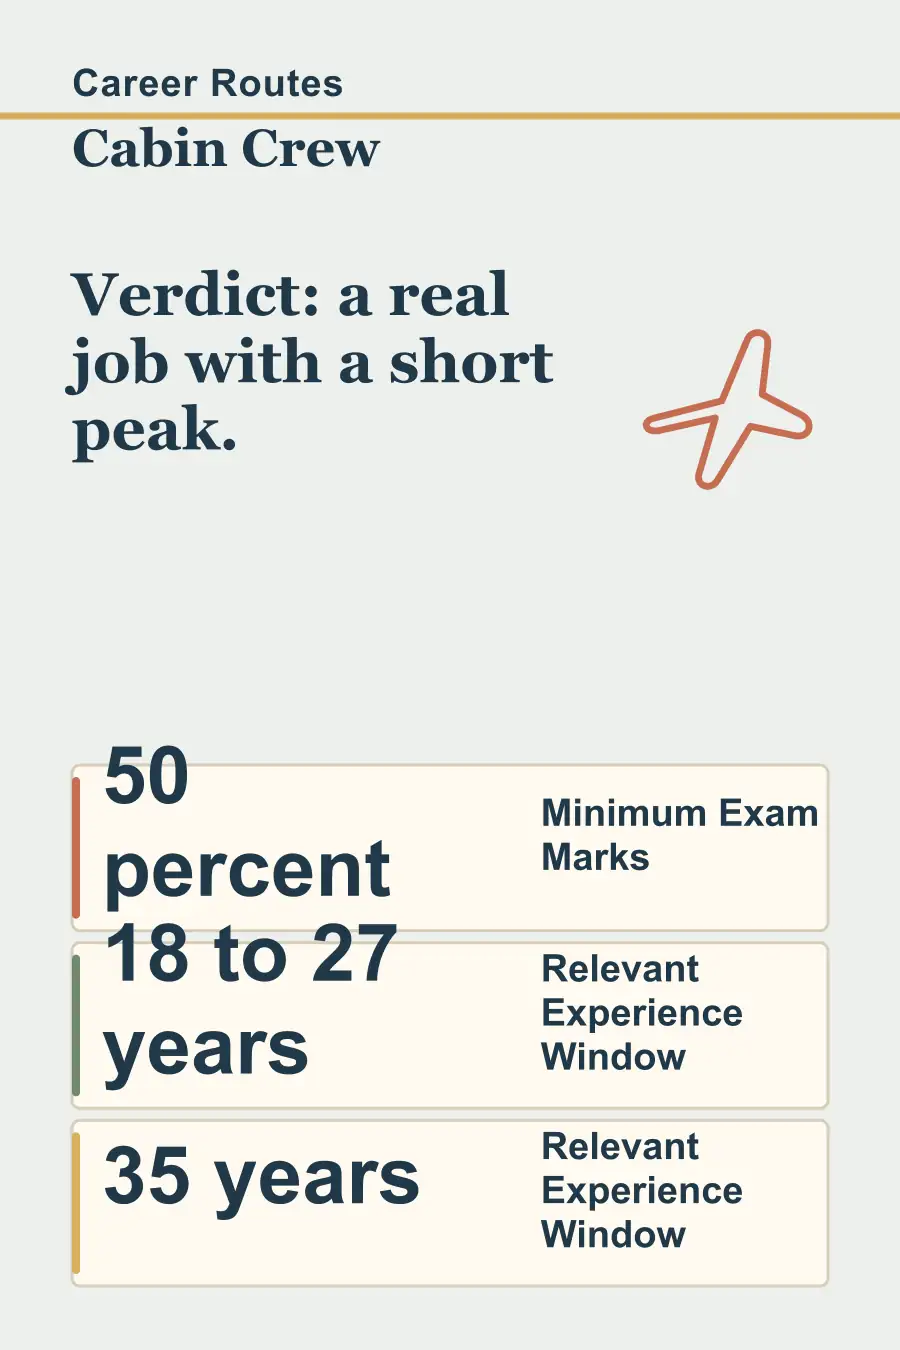 Career Routes
Cabin Crew
Verdict: a real
job with a short
peak.
50
percent
Minimum Exam
Marks
18 to 27
years
Relevant
Experience
Window
35 years
Relevant
Experience
Window